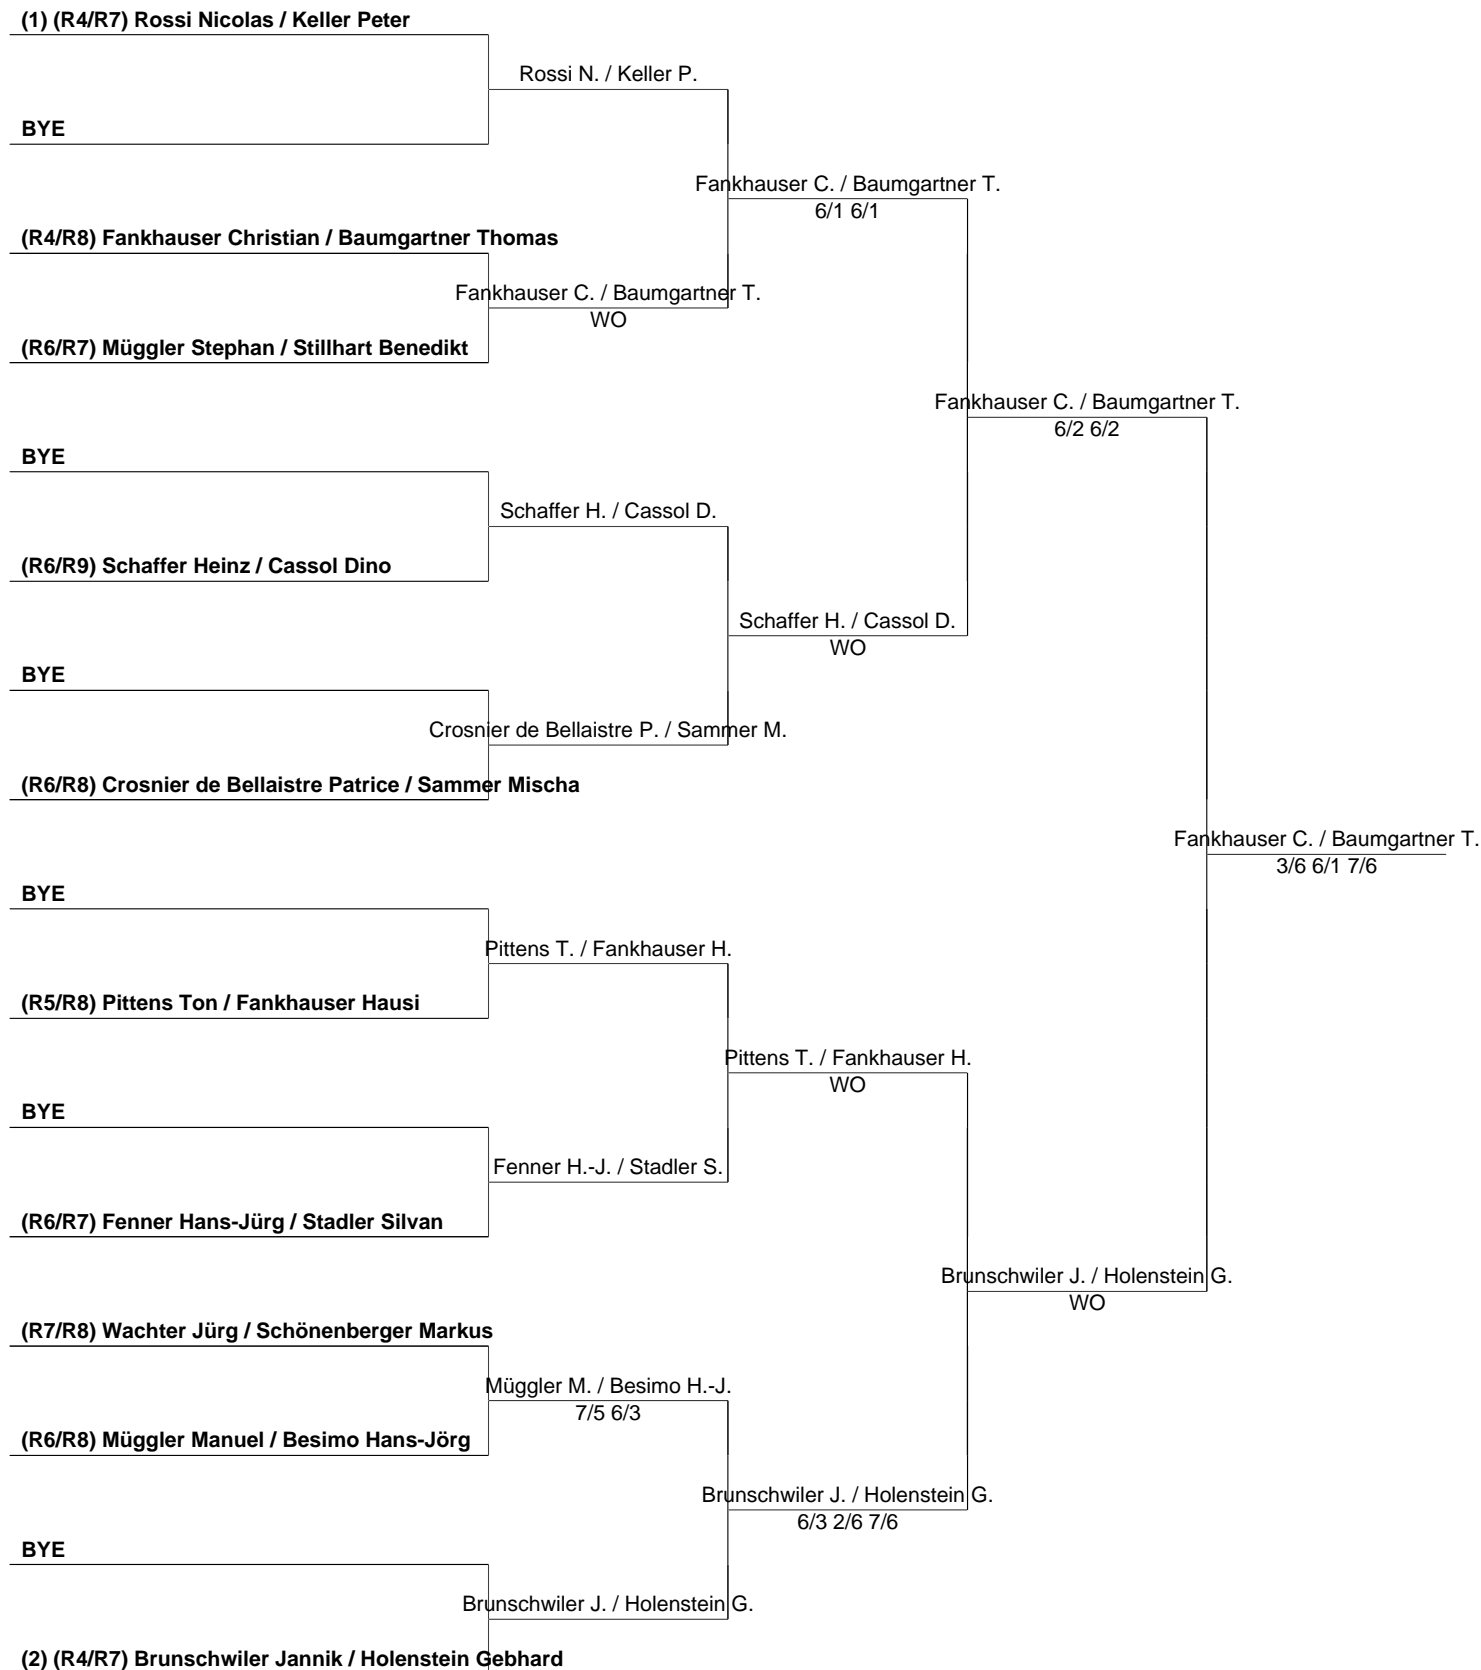 (1) (R4/R7) Rossi Nicolas / Keller Peter
Rossi N. / Keller P.
BYE
Fankhauser C. / Baumgartner T.
6/1 6/1
(R4/R8) Fankhauser Christian / Baumgartner Thomas
Fankhauser C. / Baumgartner T.
WO
(R6/R7) Müggler Stephan / Stillhart Benedikt
Fankhauser C. / Baumgartner T.
6/2 6/2
BYE
Schaffer H. / Cassol D.
(R6/R9) Schaffer Heinz / Cassol Dino
Schaffer H. / Cassol D.
WO
BYE
Crosnier de Bellaistre P. / Sammer M.
(R6/R8) Crosnier de Bellaistre Patrice / Sammer Mischa
Fankhauser C. / Baumgartner T.
3/6 6/1 7/6
BYE
Pittens T. / Fankhauser H.
(R5/R8) Pittens Ton / Fankhauser Hausi
Pittens T. / Fankhauser H.
WO
BYE
Fenner H.-J. / Stadler S.
(R6/R7) Fenner Hans-Jürg / Stadler Silvan
Brunschwiler J. / Holenstein G.
WO
(R7/R8) Wachter Jürg / Schönenberger Markus
Müggler M. / Besimo H.-J.
7/5 6/3
(R6/R8) Müggler Manuel / Besimo Hans-Jörg
Brunschwiler J. / Holenstein G.
6/3 2/6 7/6
BYE
Brunschwiler J. / Holenstein G.
(2) (R4/R7) Brunschwiler Jannik / Holenstein Gebhard